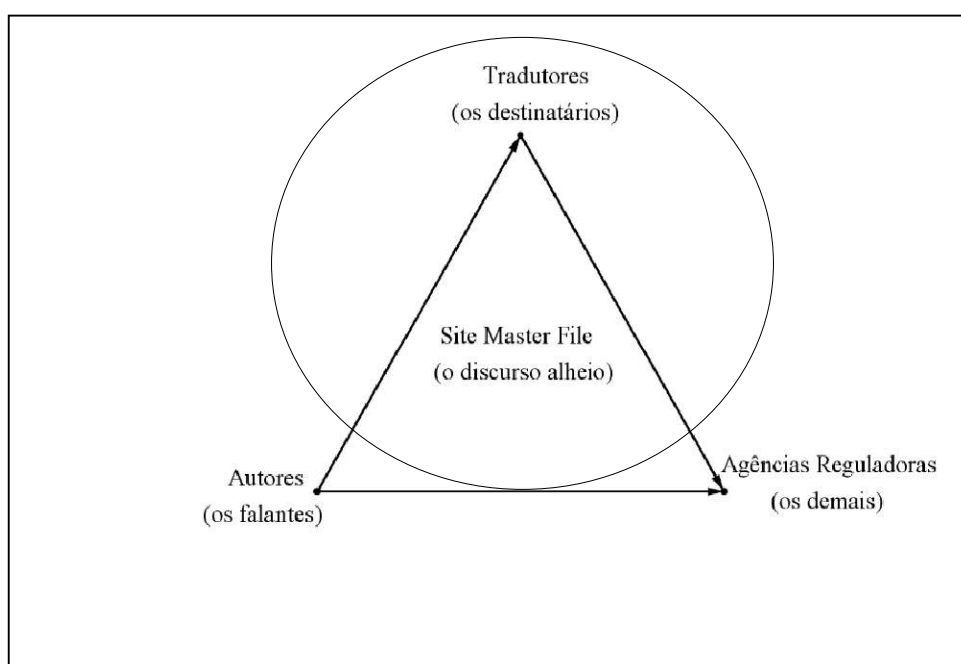 Tradutores
(os destinatários)
Site Master File
(o discurso alheio)
Autores
(os falantes)
Agências Reguladoras
(os demais)